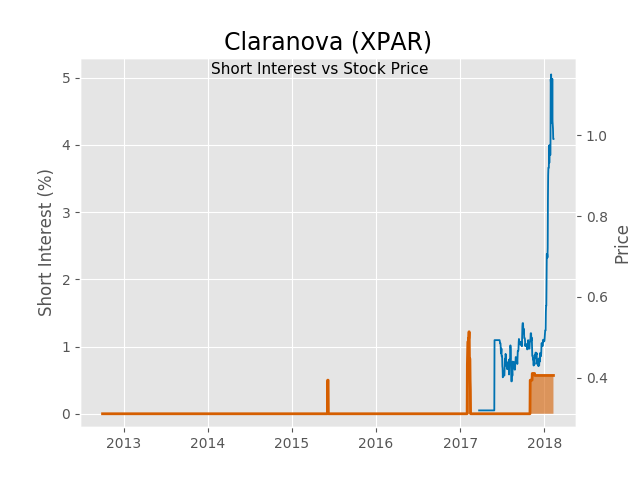 Claranova (XPAR)
Short Interest vs Stock Price
Short Interest (%)
5
4
3
2
1
0
1.0
0.8
0.6
0.4
Price
2013 2014 2015 2016 2017 2018